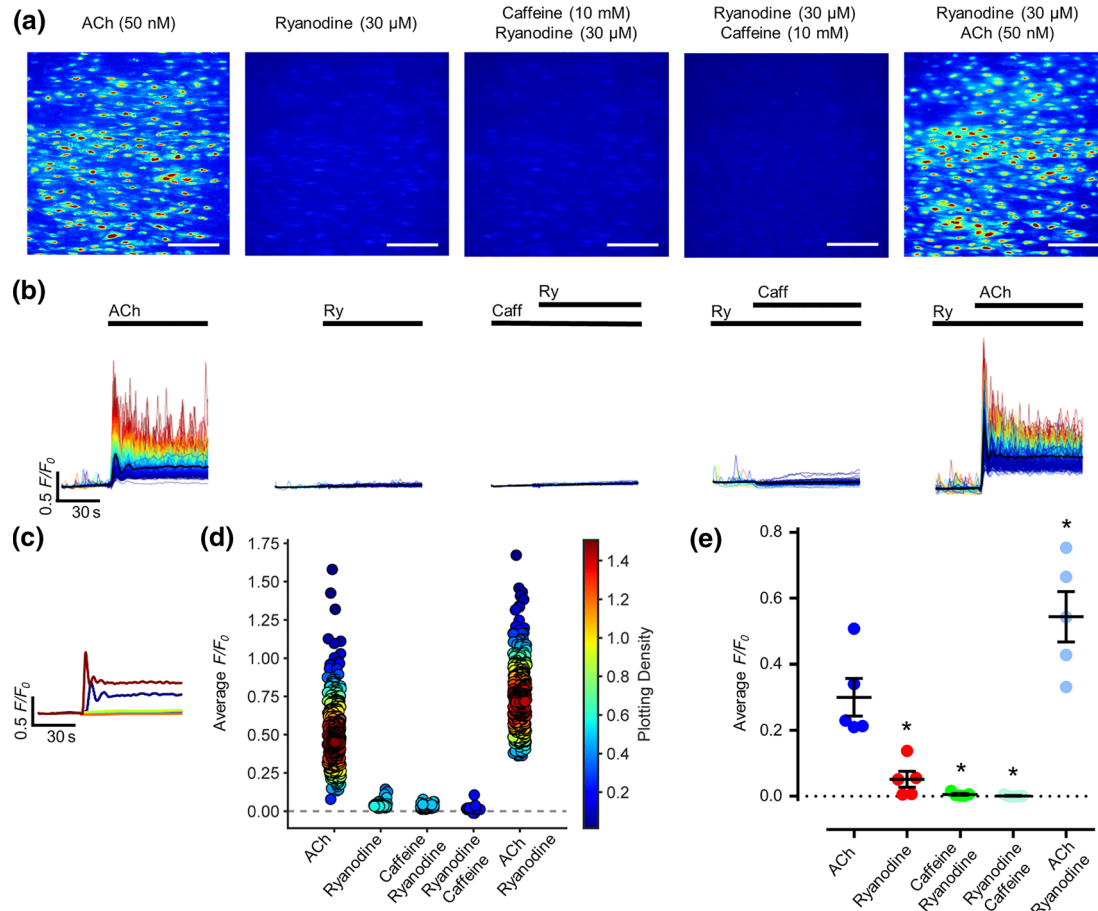 (a)
ACh (50 nM)
Ryanodine (30 µM)
Caffeine (10 mM)
Ryanodine (30 µM)
Ryanodine (30 µM)
Caffeine (10 mM)
Ryanodine (30 µM)
ACh (50 nM)
(b)
ACh
Ry
Ry
Caff
Caff
Ry
ACh
Ry
0.5 F/F0
30 s
(c)
0.5 F/F0
30 s
(d)
Average F/F0
1.75
1.50
1.25
1.00
0.75
0.50
0.25
0.00
ACh
Ryanodine
Caffeine
Ryanodine
Ryanodine
Caffeine
ACh
Ryanodine
1.4
1.2
1.0
0.8
0.6
0.4
0.2
Plotting Density
(e)
Average F/F0
0.8
0.6
0.4
0.2
0.0
*
*
*
*
ACh
Ryanodine
Caffeine
Ryanodine
Ryanodine
Caffeine
ACh
Ryanodine